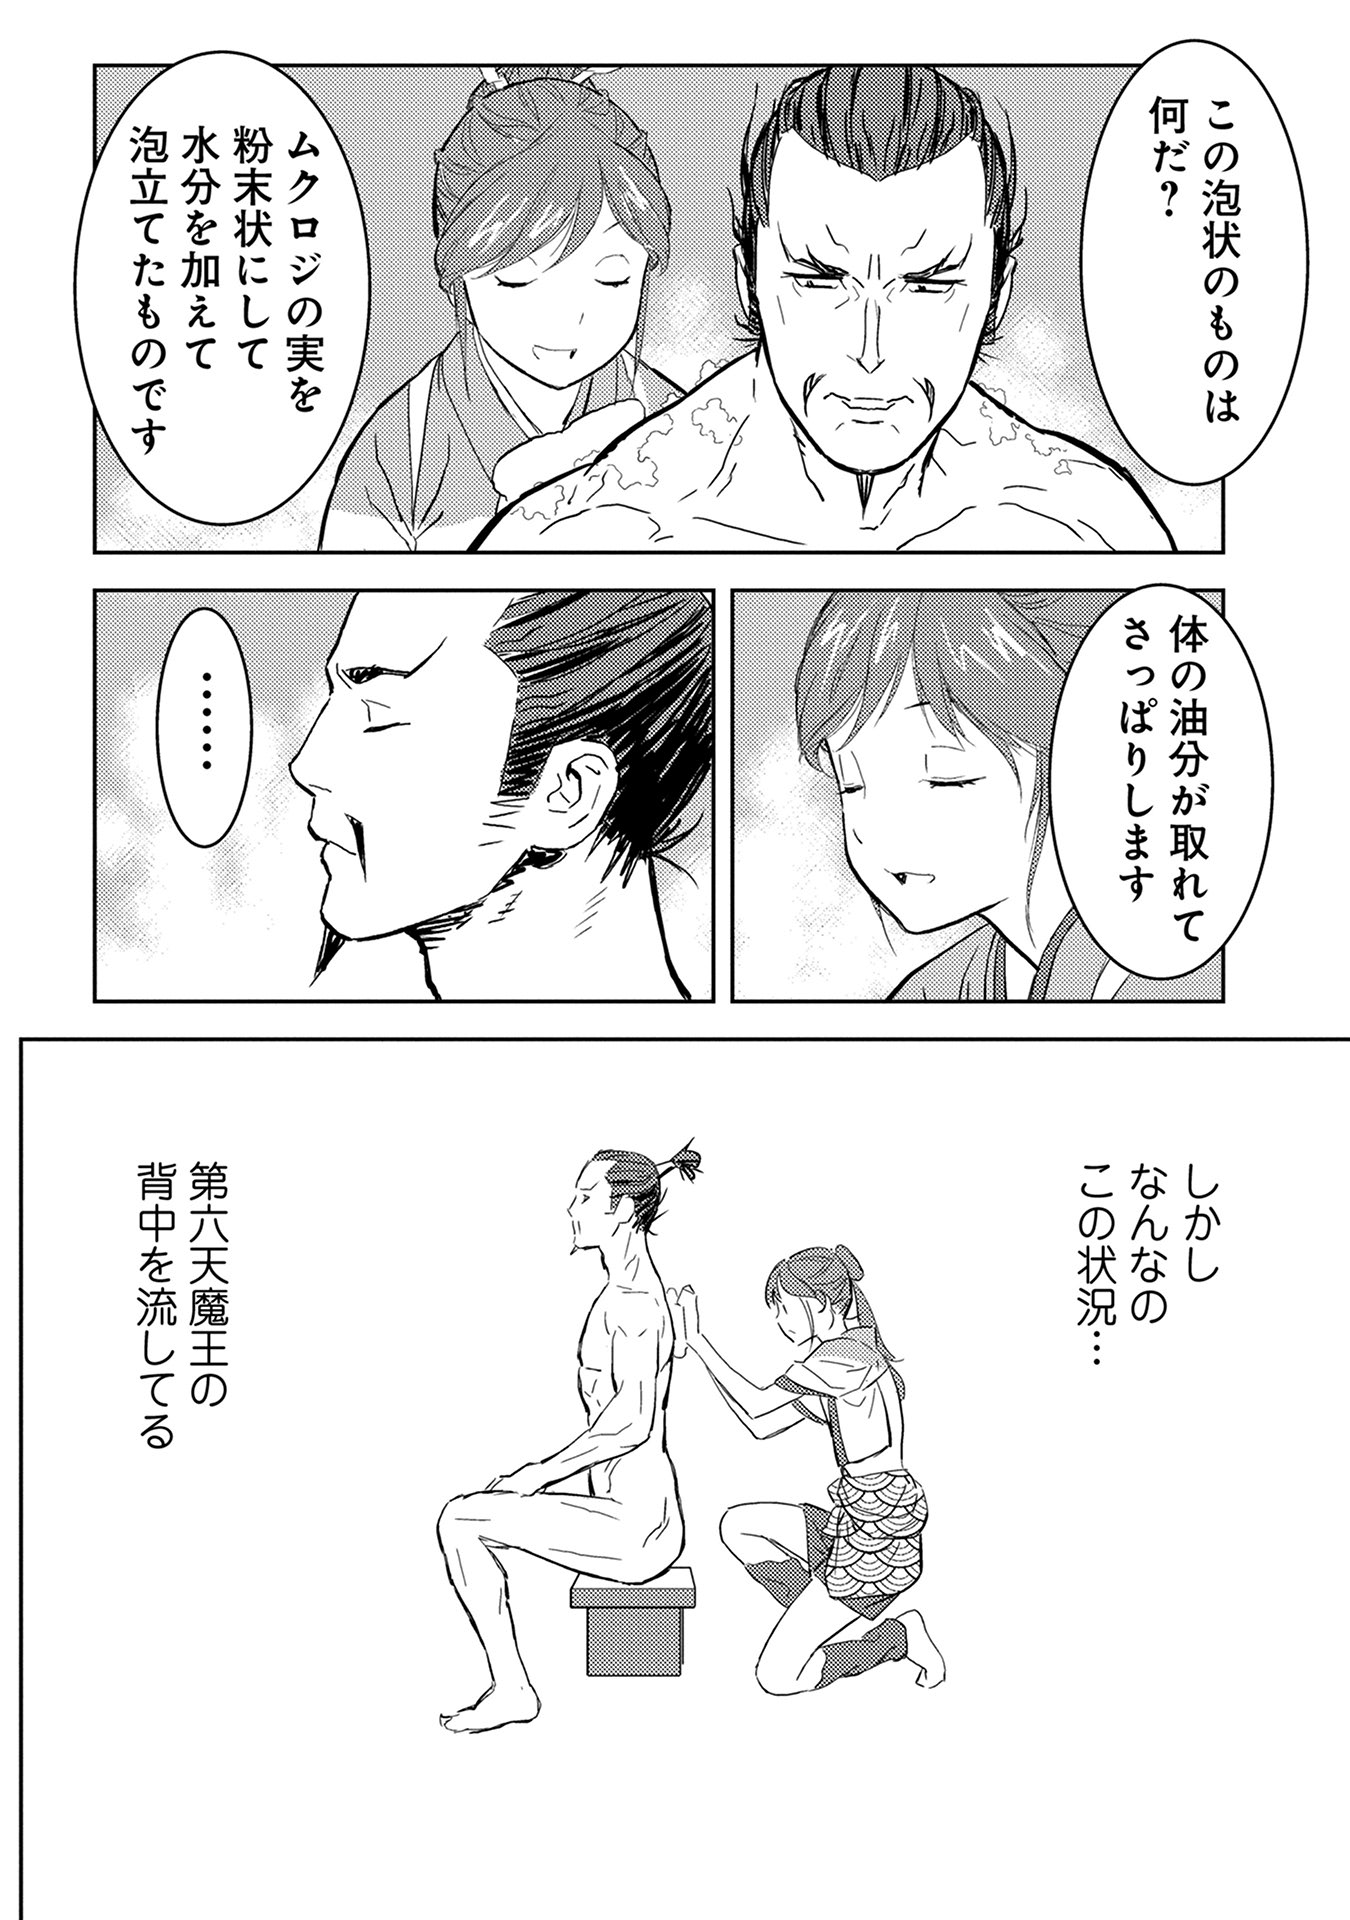 この泡状のものは
何だ?
ムクロジの実を
粉末状にして
水分を加えて
泡立てたものです
体の油分が取れて
さっぱりします
……
しかし
なんなの
この状況…
第六天魔王の
背中を流してる